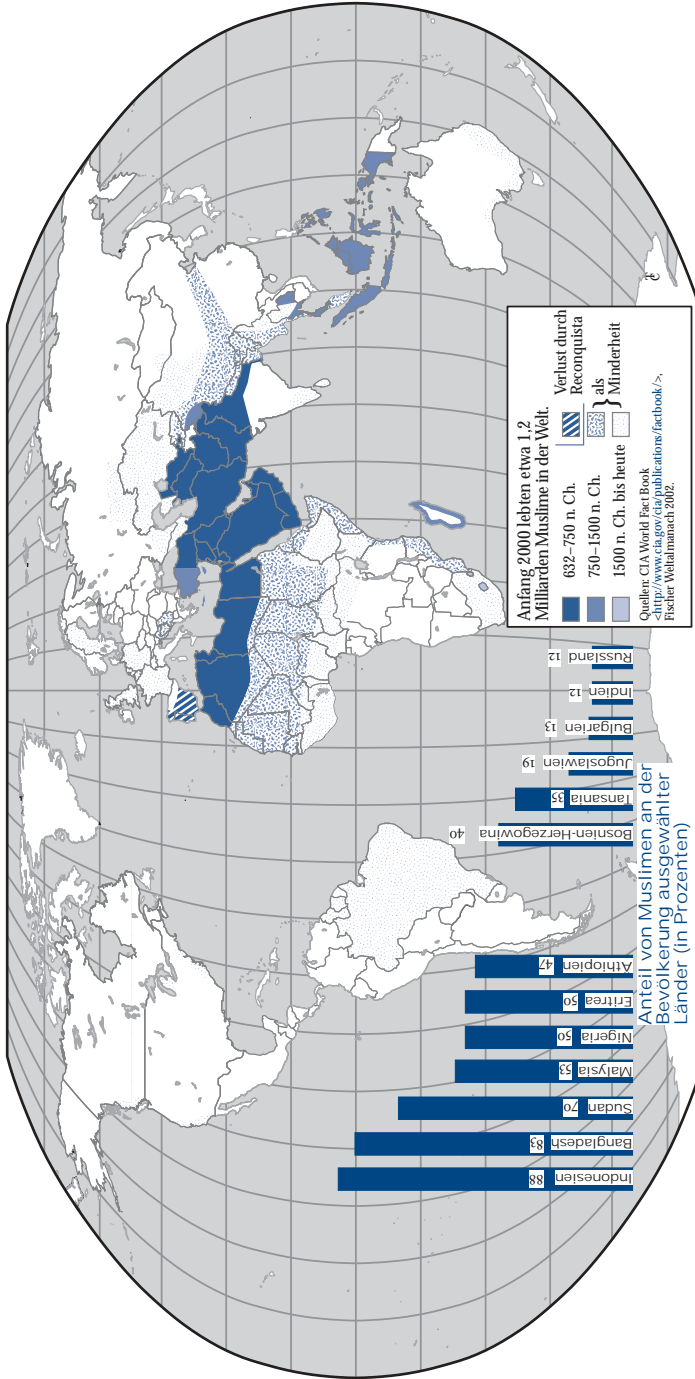 Anfang 2000 lebten etwa 1,2
Milliarden Muslime in der Welt.
632–750 n. Ch.
750–1500 n. Ch.
1500 n. Ch. bis heute
Verlust durch
Reconquista
als
Minderheit
Quellen: CIA World Fact Book
<http://www.cia.gov/cia/publications/factbook/>,
Fischer Weltalmanach 2002.
Anteil von Muslimen an der
Bevölkerung ausgewählter
Länder (in Prozenten)
Indonesien 88
Bangladesh 83
Sudan 70
Malysia 53
Nigeria 50
Eritrea 50
Äthiopien 47
Bosnien-Herzegowina 40
Tansania 35
Jugoslawien 19
Bulgarien 13
Indien 12
Russland 12